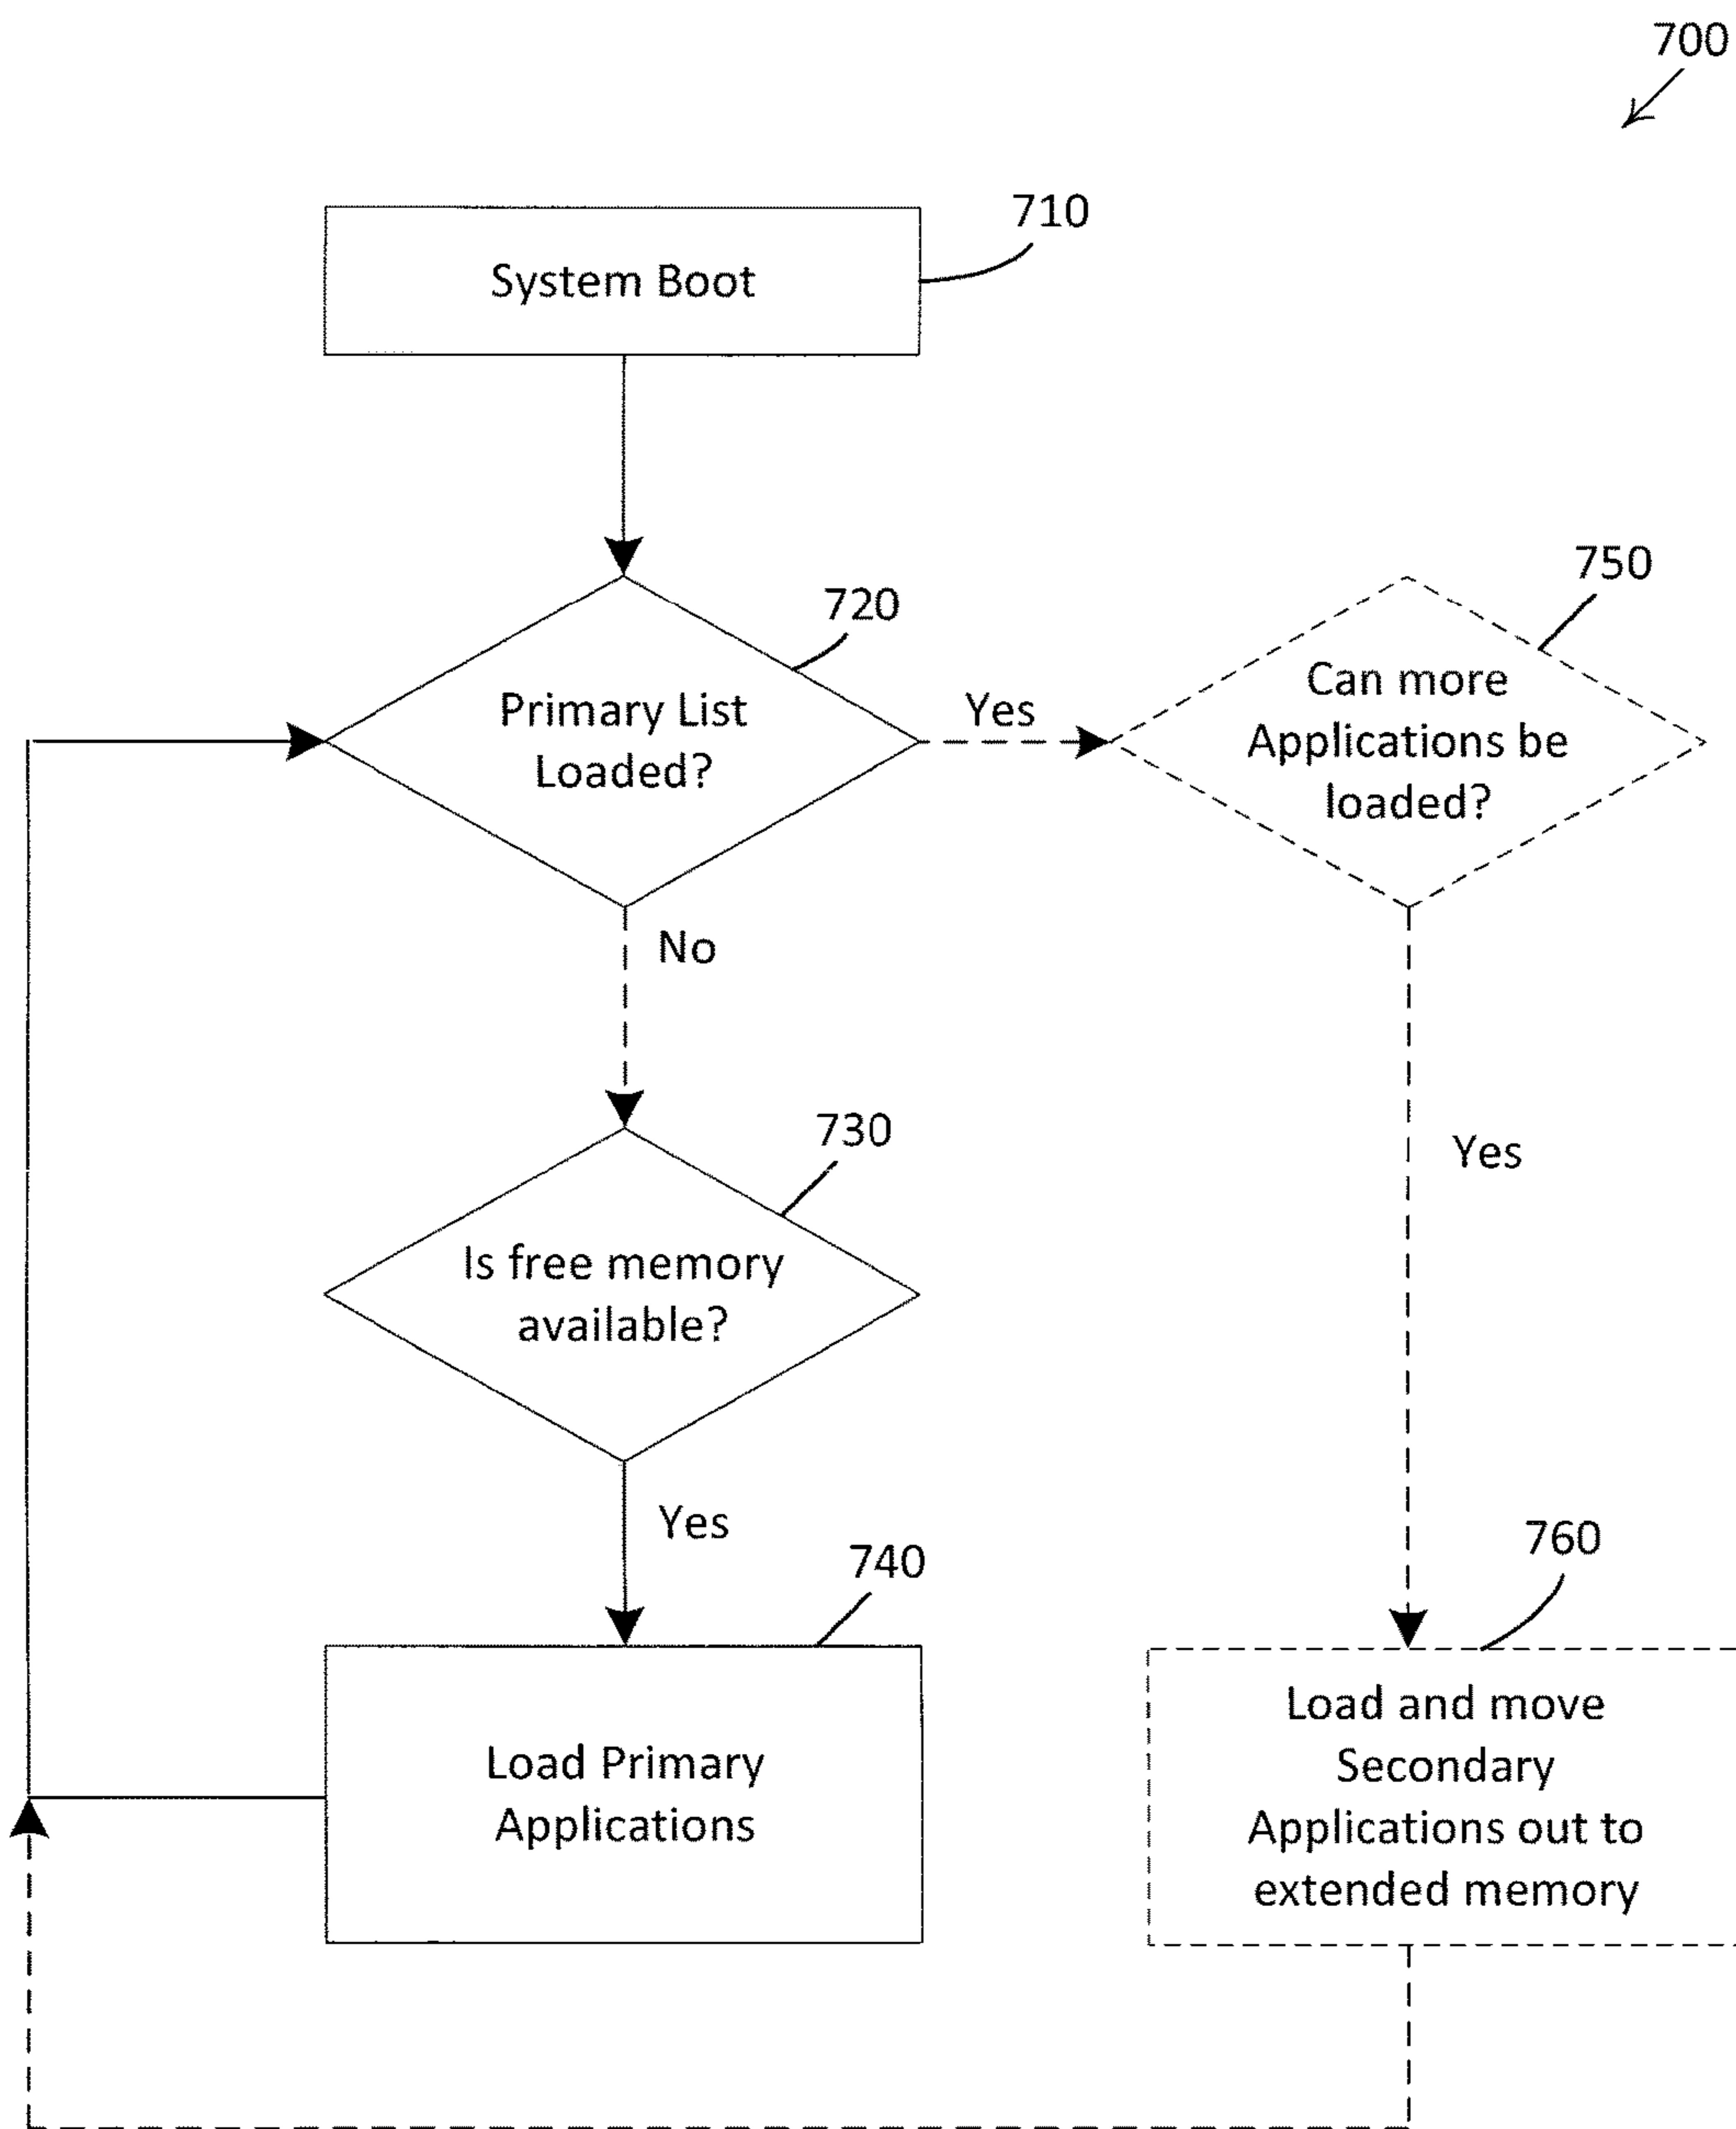 700
710
System Boot
720
750
Primary List
Loaded?
Yes
Can more
Applications be
loaded?
No
730
Is free memory
available?
Yes
Yes
740
760
Load Primary
Applications
Load and move
Secondary
Applications out to
extended memory